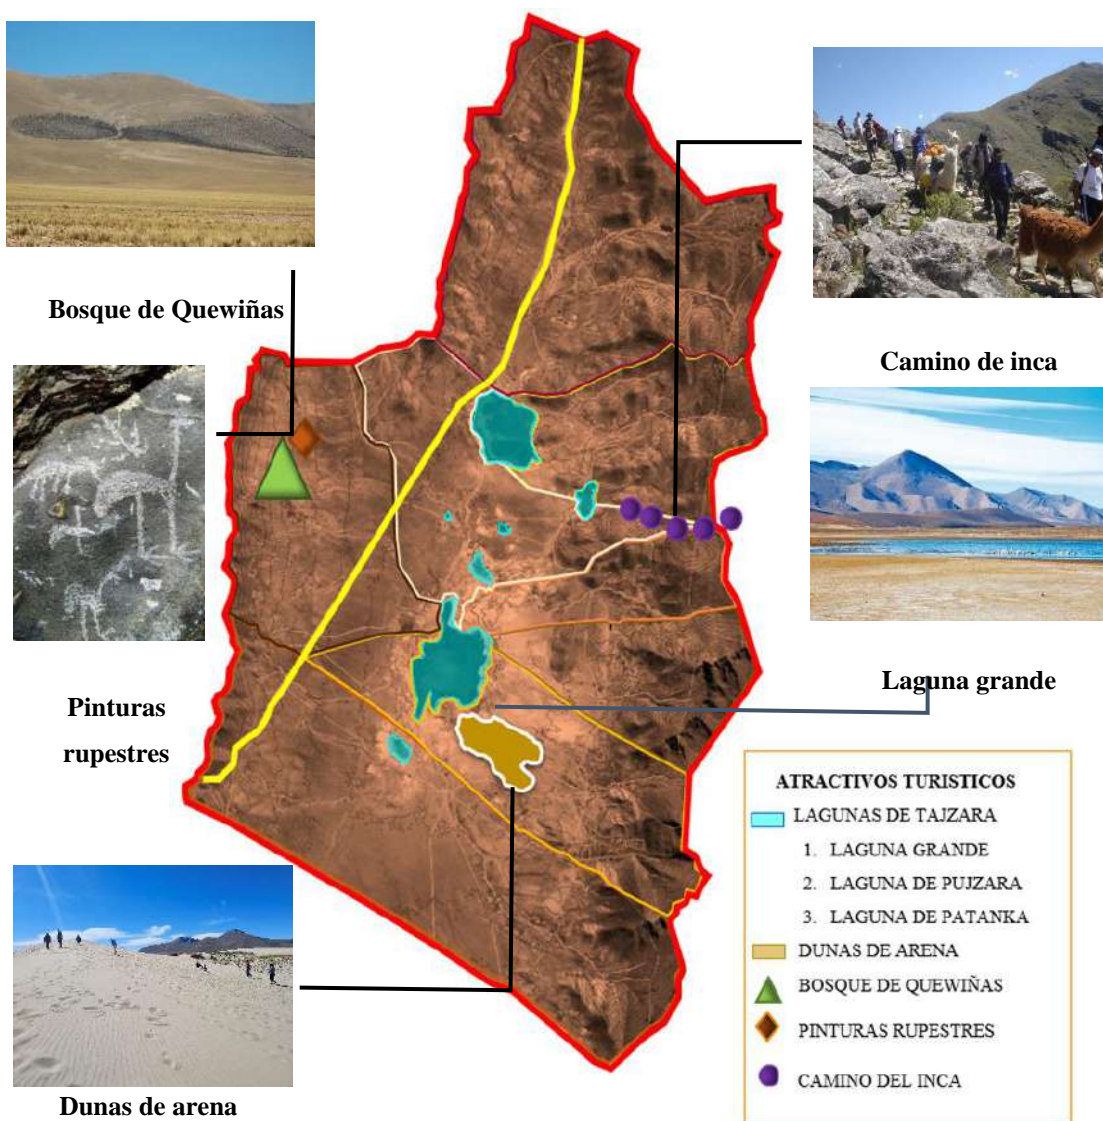 Bosque de Quewiñas
Camino de inca
Pinturas
rupestres
Laguna grande
Dunas de arena
ATRACTIVOS TURISTICOS
LAGUNAS DE TAJZARA
1. LAGUNA GRANDE
2. LAGUNA DE PUJZARA
3. LAGUNA DE PATANKA
DUNAS DE ARENA
BOSQUE DE QUEWIÑAS
PINTURAS RUPESTRES
CAMINO DEL INCA